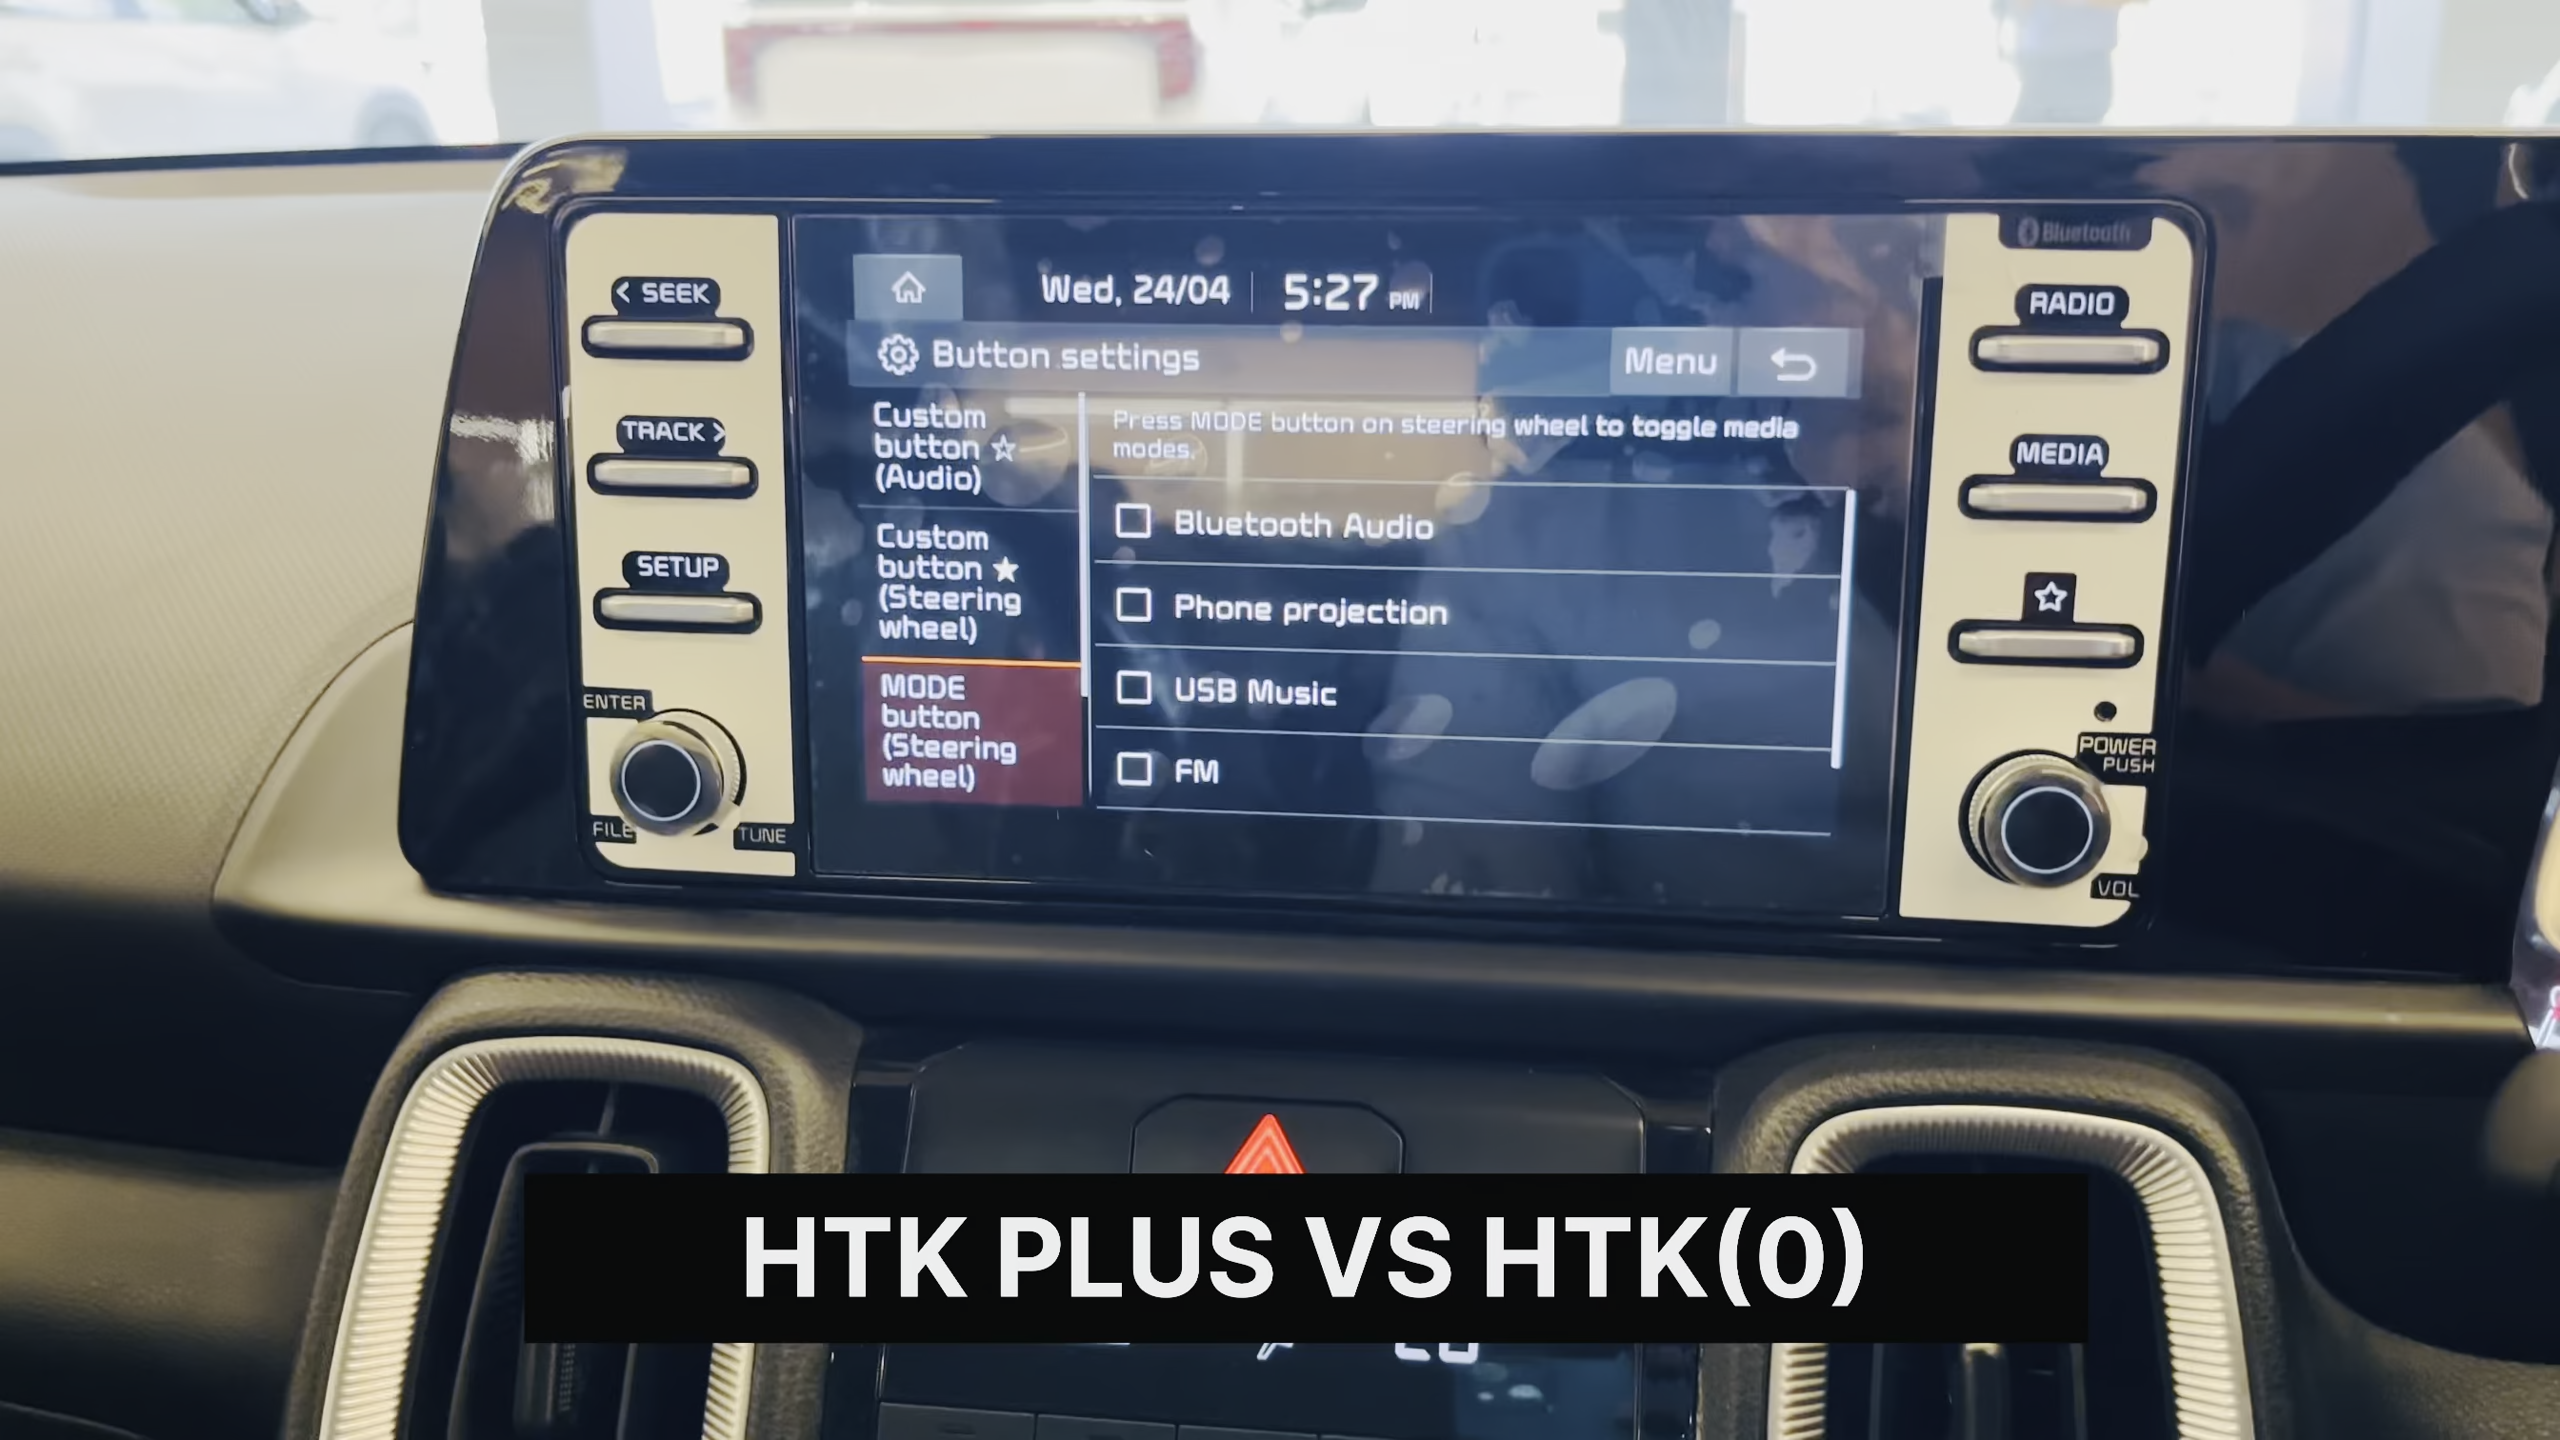 Bluetooth
< SEEK
Wed, 24/04
5:27 PM
RADIO
Button settings
Menu
TRACK >
Custom
button ☆
(Audio)
Press MODE button on steering wheel to toggle media
modes.
MEDIA
Bluetooth Audio
Custom
button ★
(Steering
wheel)
SETUP
Phone projection
☆
MODE
button
(Steering
wheel)
USB Music
FM
ENTER
FILE
TUNE
POWER
PUSH
VOL
HTK PLUS VS HTK(0)